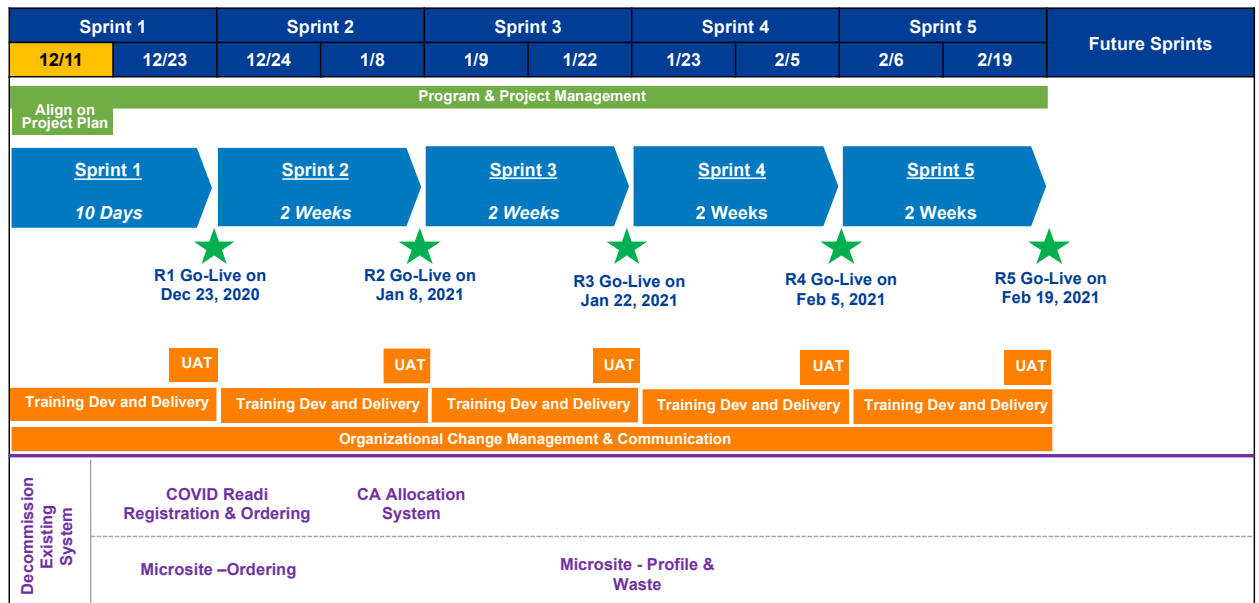 Sprint 1
Sprint 2
Sprint 3
Sprint 4
Sprint 5
Future Sprints
12/11
12/23
12/24
1/8
1/9
1/22
1/23
2/5
2/6
2/19
Program & Project Management
Align on
Project Plan
Sprint 1
10 Days
Sprint 2
2 Weeks
Sprint 3
2 Weeks
Sprint 4
2 Weeks
Sprint 5
2 Weeks
R1 Go-Live on
Dec 23, 2020
R2 Go-Live on
Jan 8, 2021
R3 Go-Live on
Jan 22, 2021
R4 Go-Live on
Feb 5, 2021
R5 Go-Live on
Feb 19, 2021
UAT
UAT
UAT
UAT
UAT
Training Dev and Delivery
Training Dev and Delivery
Training Dev and Delivery
Training Dev and Delivery
Training Dev and Delivery
Organizational Change Management & Communication
Decommission
Existing
System
COVID Readi
Registration & Ordering
CA Allocation
System
Microsite –Ordering
Microsite - Profile &
Waste